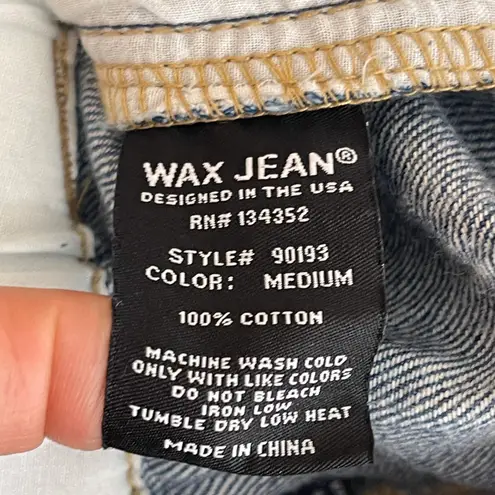 WAX JEAN®
DESIGNED IN THE USA
RN# 134352
STYLE# 90193
COLOR: MEDIUM
100% COTTON
MACHINE WASH COLD
ONLY WITH LIKE COLORS
DO NOT BLEACH
IRON LOW
TUMBLE DRY LOW HEAT
MADE IN CHINA